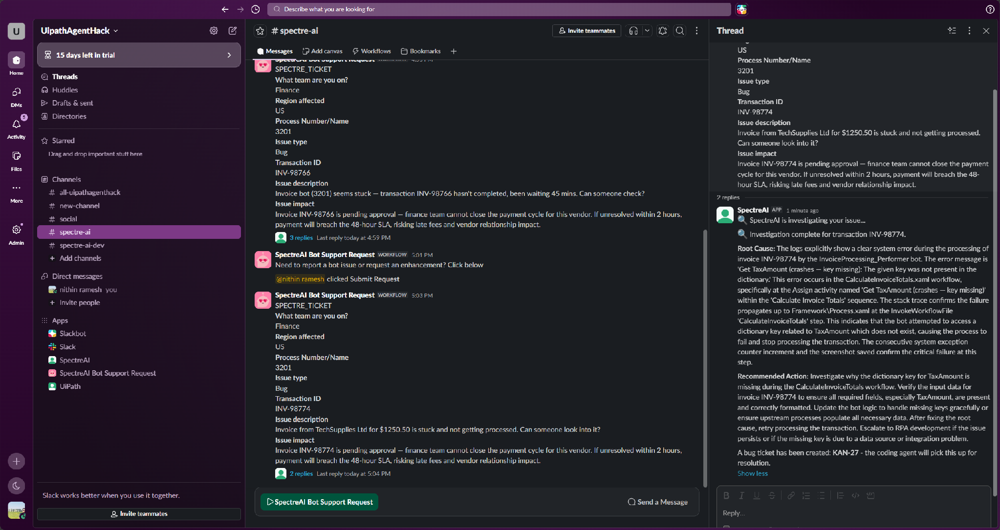 Describe what you are looking for
U
UipathAgentHack
15 days left in trial
Home
DMs
5
Activity
Files
More
Admin
Threads
Huddles
Drafts & sent
Directories
Starred
Drag and drop important stuff here
Channels
# all-uipathagenthack
# new-channel
# social
# spectre-ai
# spectre-ai-dev
+ Add channels
Direct messages
nithin ramesh you
+ Invite people
Apps
Slackbot
Slack
SpectreAI
SpectreAI Bot Support Request
UiPath
Slack works better when you use it together.
Invite teammates
# spectre-ai
Invite teammates
Messages
Add canvas
Workflows
Bookmarks
SpectreAI Bot Support Request
SPECTRE_TICKET
What team are you on?
Finance
Region affected
US
Process Number/Name
3201
Issue type
Bug
Transaction ID
INV-98766
Issue description
Invoice bot (3201) seems stuck — transaction INV-98766 hasn't completed, been waiting 45 mins. Can someone check?
Issue impact
Invoice INV-98766 is pending approval — finance team cannot close the payment cycle for this vendor. If unresolved within 2 hours,
payment will breach the 48-hour SLA, risking late fees and vendor relationship impact.
3 replies Last reply today at 4:59 PM
SpectreAI Bot Support Request WORKFLOW 5:01 PM
Need to report a bot issue or request an enhancement? Click below
@nithin ramesh clicked Submit Request
SpectreAI Bot Support Request WORKFLOW 5:03 PM
SPECTRE_TICKET
What team are you on?
Finance
Region affected
US
Process Number/Name
3201
Issue type
Bug
Transaction ID
INV-98774
Issue description
Invoice from TechSupplies Ltd for $1250.50 is stuck and not getting processed. Can someone look into it?
Issue impact
Invoice INV-98774 is pending approval — finance team cannot close the payment cycle for this vendor. If unresolved within 2 hours,
payment will breach the 48-hour SLA, risking late fees and vendor relationship impact.
2 replies Last reply today at 5:04 PM
SpectreAI Bot Support Request
Send a Message
Thread
US
Process Number/Name
3201
Issue type
Bug
Transaction ID
INV-98774
Issue description
Invoice from TechSupplies Ltd for $1250.50 is stuck and not getting processed.
Can someone look into it?
Issue impact
Invoice INV-98774 is pending approval — finance team cannot close the payment
cycle for this vendor. If unresolved within 2 hours, payment will breach the 48-
hour SLA, risking late fees and vendor relationship impact.
2 replies
SpectreAI APP 1 minute ago
SpectreAI is investigating your issue...
Investigation complete for transaction INV-98774.
Root Cause: The logs explicitly show a clear system error during the processing of
invoice INV-98774 by the InvoiceProcessing_Performer bot. The error message is
'Get TaxAmount (crashes — key missing): The given key was not present in the
dictionary.' This error occurs in the CalculateInvoiceTotals.xaml workflow,
specifically at the Assign activity named 'Get TaxAmount (crashes — key missing)'
within the 'Calculate Invoice Totals' sequence. The stack trace confirms the failure
propagates up to Framework\Process.xaml at the InvokeWorkflowFile
'CalculateInvoiceTotals' step. This indicates that the bot attempted to access a
dictionary key related to TaxAmount which does not exist, causing the process to
fail and stop processing the transaction. The consecutive system exception
counter increment and the screenshot saved confirm the critical failure at this
step.
Recommended Action: Investigate why the dictionary key for TaxAmount is
missing during the CalculateInvoiceTotals workflow. Verify the input data for
invoice INV-98774 to ensure all required fields, especially TaxAmount, are present
and correctly formatted. Update the bot logic to handle missing keys gracefully or
ensure upstream processes populate all necessary data. After fixing the root
cause, retry processing the transaction. Escalate to RPA development if the issue
persists or if the missing key is due to a data source or integration problem.
A bug ticket has been created: KAN-27 - the coding agent will pick this up for
resolution.
Show less
Reply...